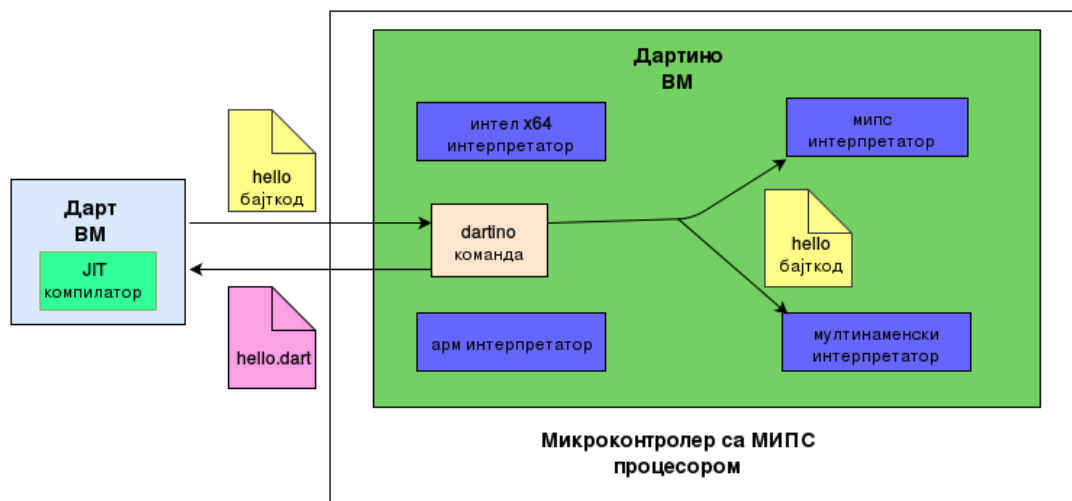 Дартино
ВМ
интел x64
интерпретатор
мипс
интерпретатор
hello
бајткод
Дарт
ВМ
JIT
компилатор
dartino
команда
hello
бајткод
hello.dart
арм интерпретатор
мултинаменски
интерпретатор
Микроконтролер са МИПС
процесором